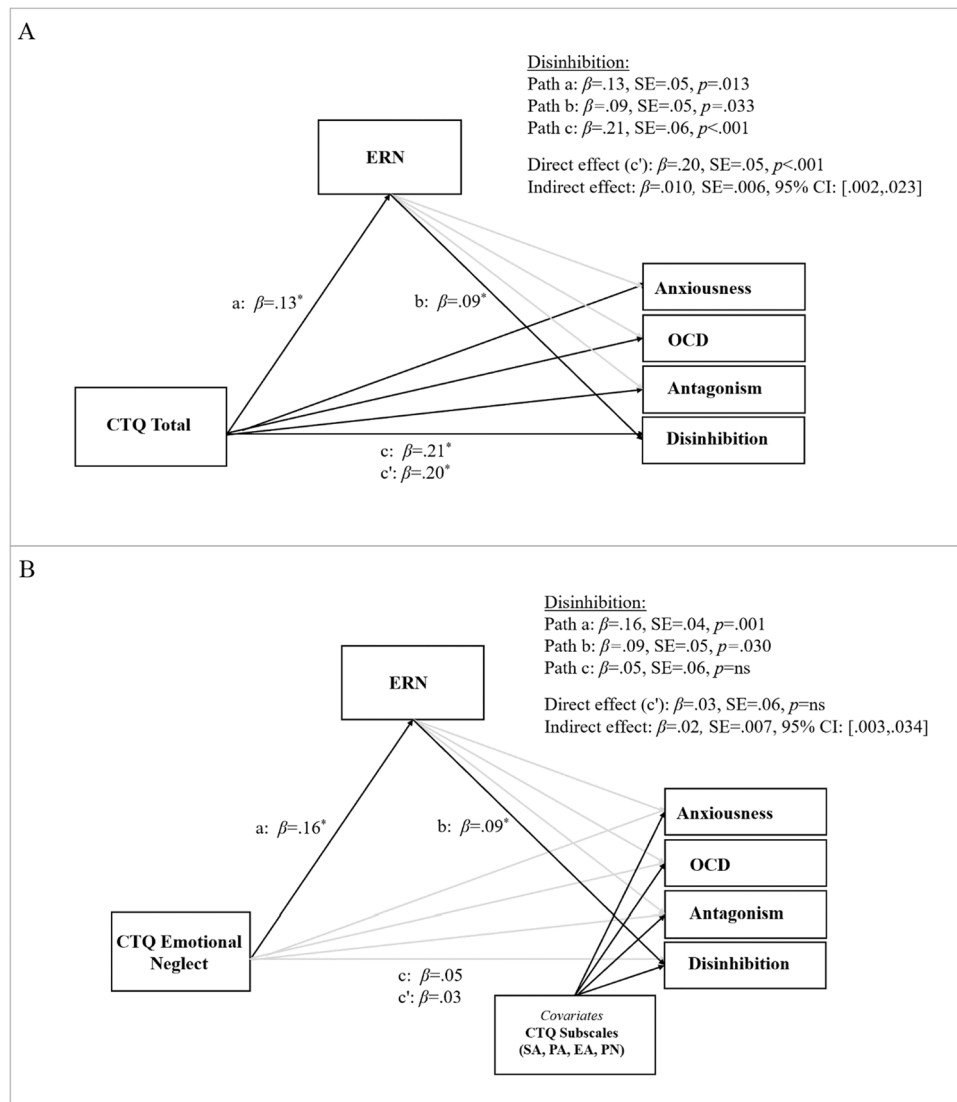 A
Disinhibition:
Path a: β=.13, SE=.05, p=.013
Path b: β=.09, SE=.05, p=.033
Path c: β=.21, SE=.06, p<.001
Direct effect (c'): β=.20, SE=.05, p<.001
Indirect effect: β=.010, SE=.006, 95% CI: [.002,.023]
ERN
a: β=.13*
b: β=.09*
Anxiousness
OCD
Antagonism
Disinhibition
CTQ Total
c: β=.21*
c': β=.20*
B
Disinhibition:
Path a: β=.16, SE=.04, p=.001
Path b: β=.09, SE=.05, p=.030
Path c: β=.05, SE=.06, p=ns
Direct effect (c'): β=.03, SE=.06, p=ns
Indirect effect: β=.02, SE=.007, 95% CI: [.003,.034]
ERN
a: β=.16*
b: β=.09*
Anxiousness
OCD
Antagonism
Disinhibition
CTQ Emotional
Neglect
c: β=.05
c': β=.03
Covariates
CTQ Subscales
(SA, PA, EA, PN)